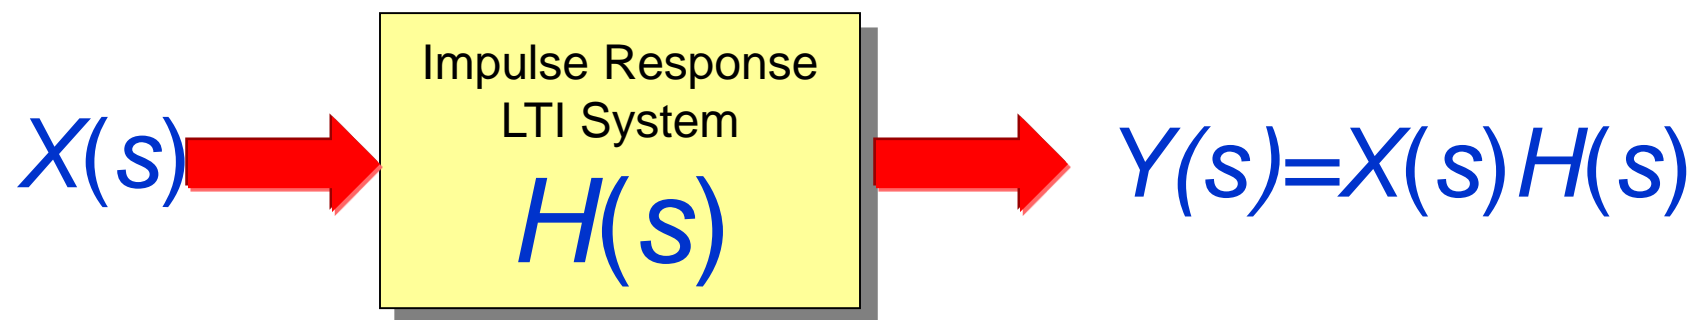 X(s)
Impulse Response
LTI System
H(s)
Y(s)=X(s)H(s)